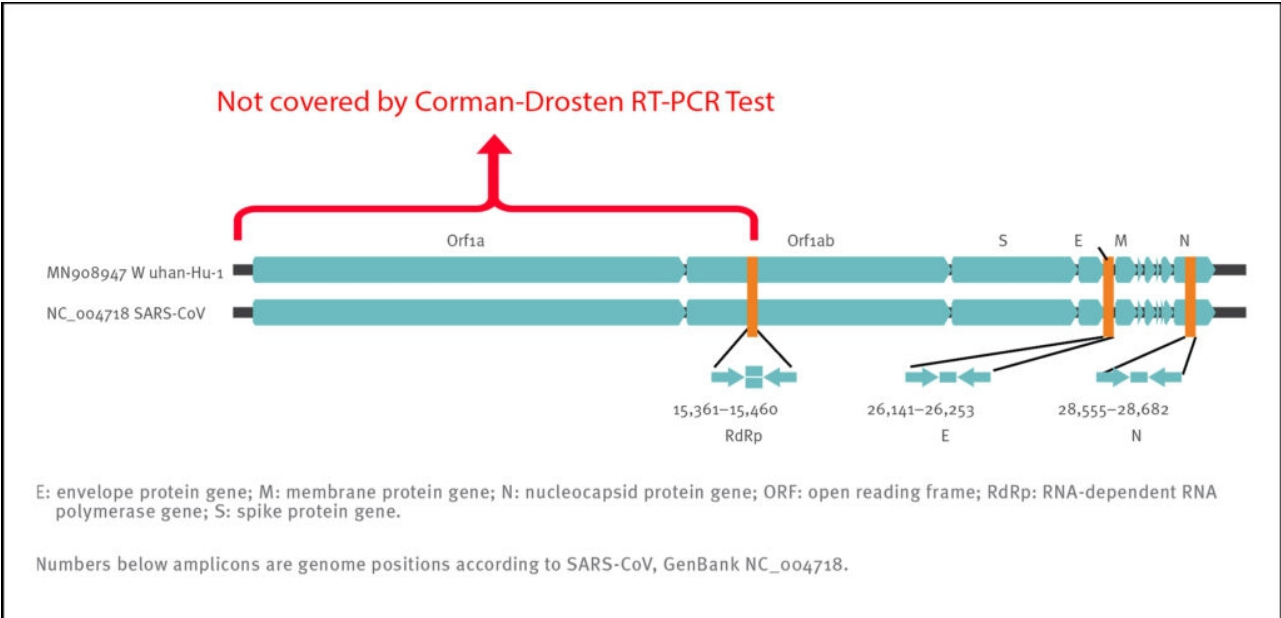 Not covered by Corman-Drosten RT-PCR Test
Orf1a Orf1ab S E M N
MN908947 W uhan-Hu-1
NC_004718 SARS-CoV
15,361–15,460 26,141–26,253 28,555–28,682
RdRp E N
E: envelope protein gene; M: membrane protein gene; N: nucleocapsid protein gene; ORF: open reading frame; RdRp: RNA-dependent RNA
polymerase gene; S: spike protein gene.
Numbers below amplicons are genome positions according to SARS-CoV, GenBank NC_004718.